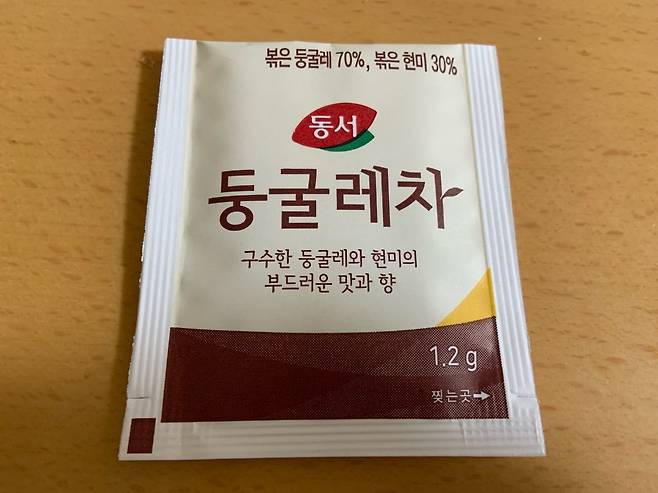 볶은 둥굴레 70%, 볶은 현미 30%
동서
둥굴레차
구수한 둥굴레와 현미의
부드러운 맛과 향
1.2 g
찢는곳➡